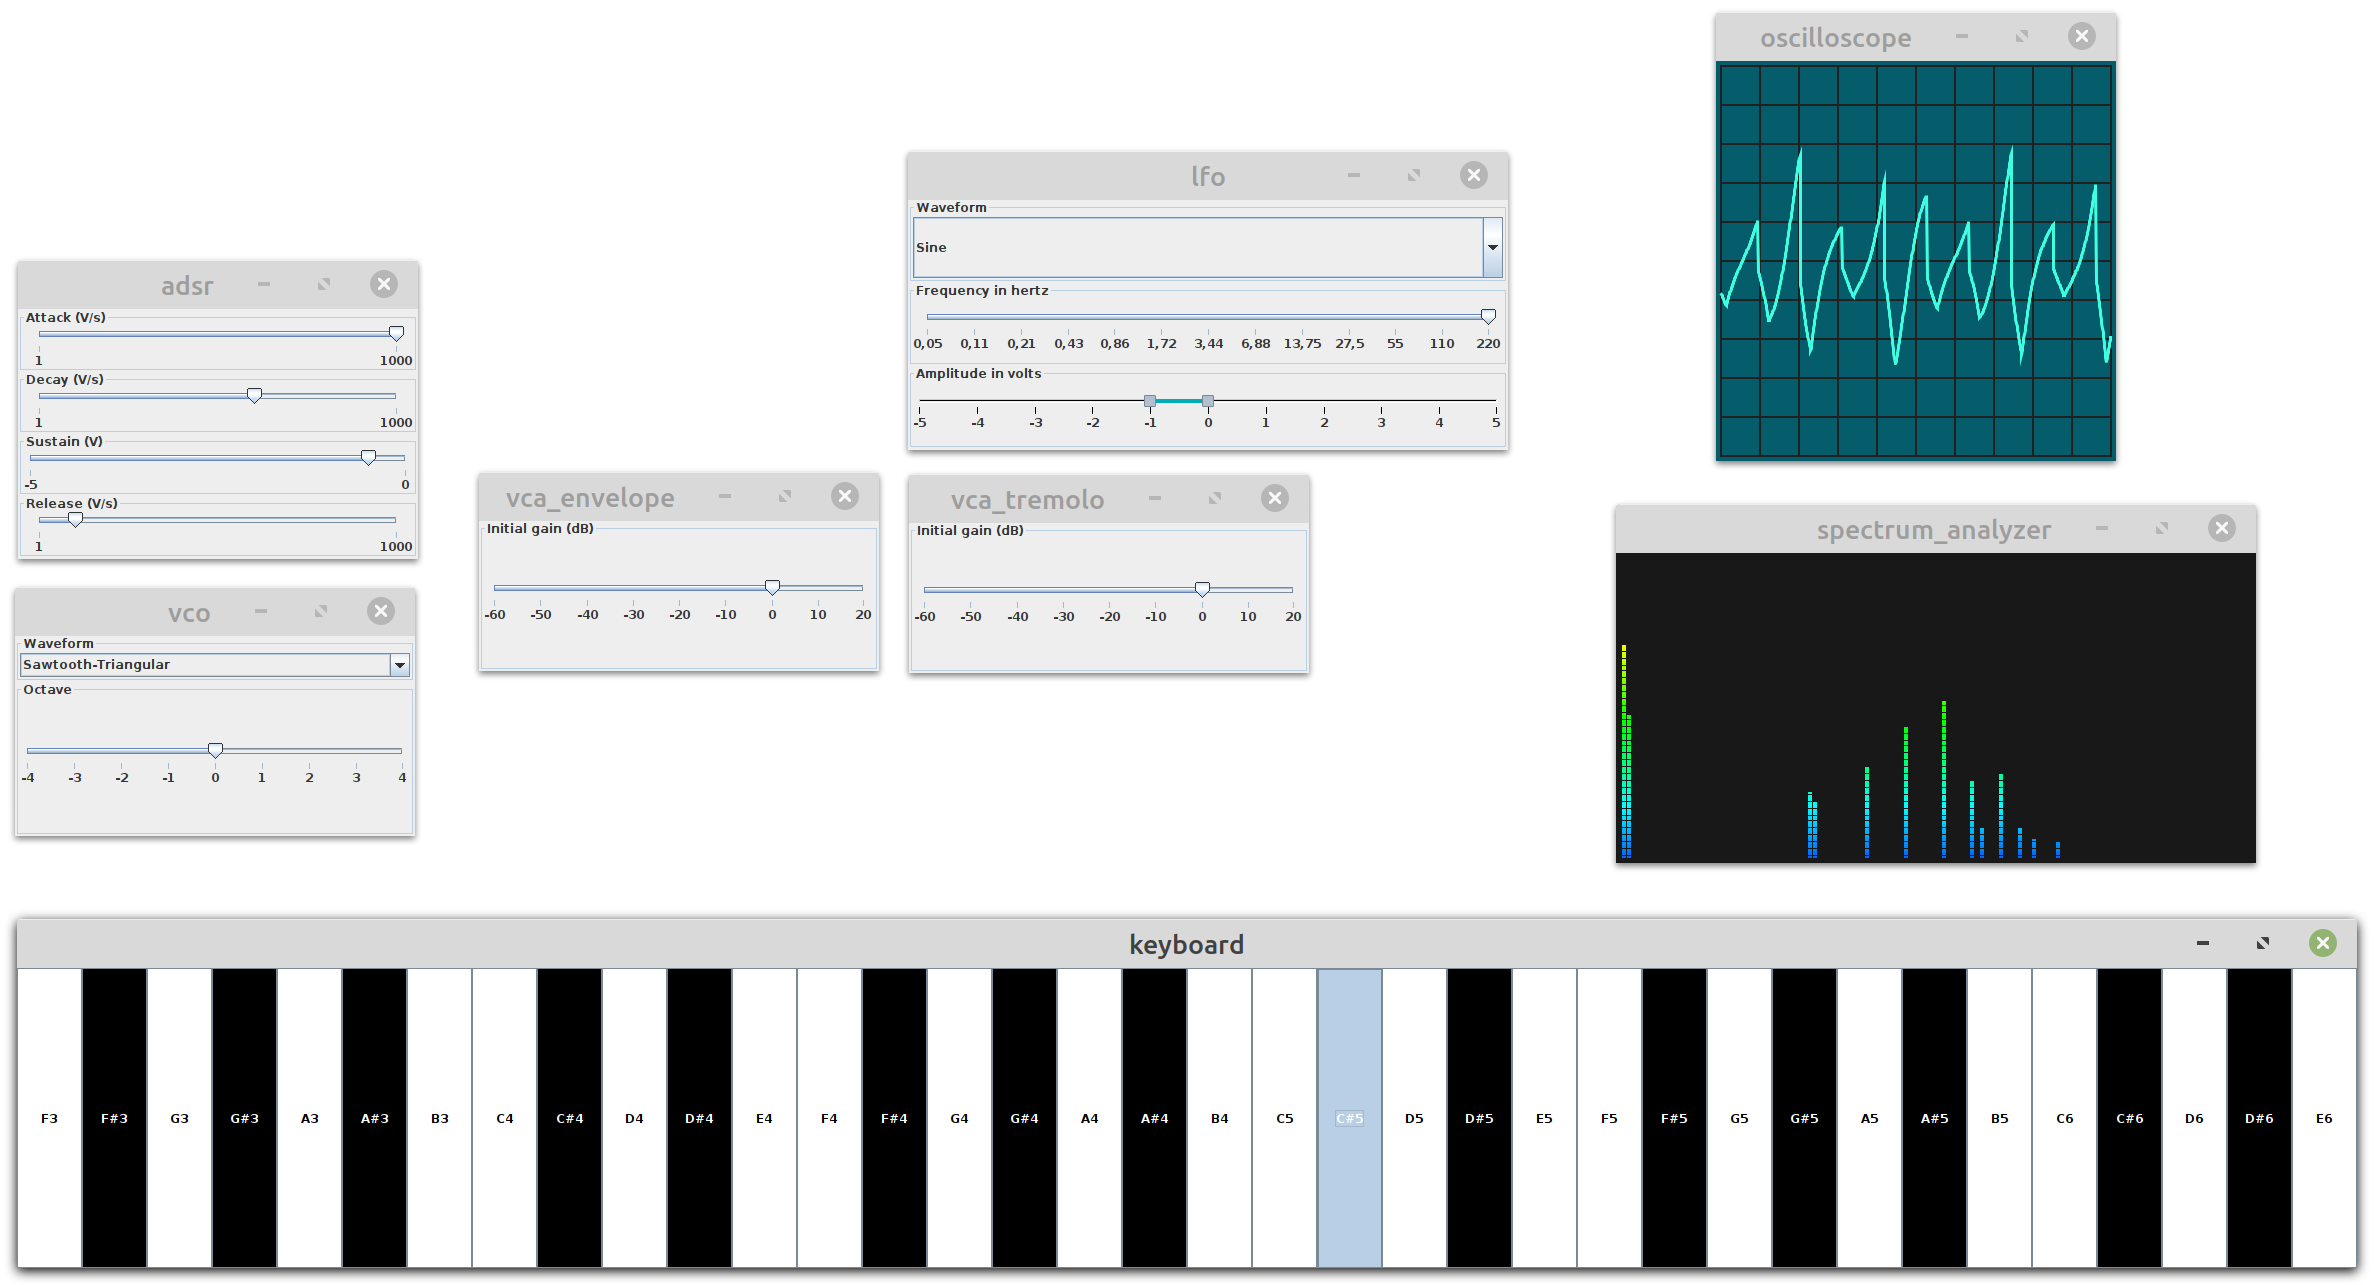 oscilloscope
lfo
Waveform
Sine
Frequency in hertz
0,05 0,11 0,21 0,43 0,86 1,72 3,44 6,88 13,75 27,5 55 110 220
Amplitude in volts
-5 -4 -3 -2 -1 0 1 2 3 4 5
adsr
Attack (V/s)
1 1000
Decay (V/s)
1 1000
Sustain (V)
-5 0
Release (V/s)
1 1000
vca_envelope
Initial gain (dB)
-60 -50 -40 -30 -20 -10 0 10 20
vca_tremolo
Initial gain (dB)
-60 -50 -40 -30 -20 -10 0 10 20
spectrum_analyzer
vco
Waveform
Sawtooth-Triangular
Octave
-4 -3 -2 -1 0 1 2 3 4
keyboard
F3 F#3 G3 G#3 A3 A#3 B3 C4 C#4 D4 D#4 E4 F4 F#4 G4 G#4 A4 A#4 B4 C5 C#5 D5 D#5 E5 F5 F#5 G5 G#5 A5 A#5 B5 C6 C#6 D6 D#6 E6